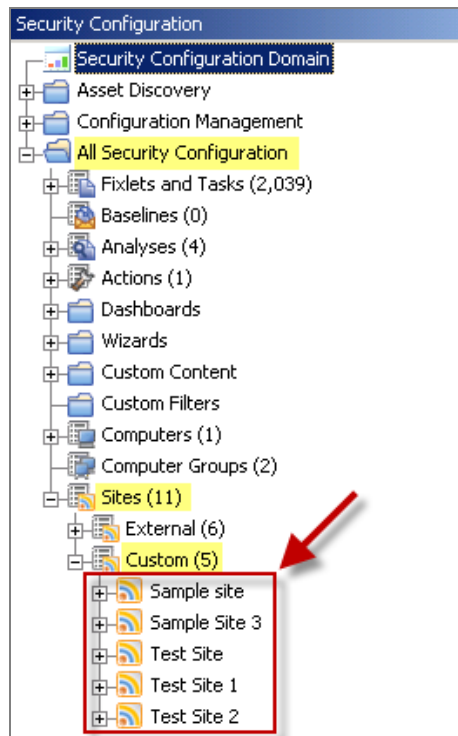 Security Configuration
Security Configuration Domain
Asset Discovery
Configuration Management
All Security Configuration
Fixlets and Tasks (2,039)
Baselines (0)
Analyses (4)
Actions (1)
Dashboards
Wizards
Custom Content
Custom Filters
Computers (1)
Computer Groups (2)
Sites (11)
External (6)
Custom (5)
Sample site
Sample Site 3
Test Site
Test Site 1
Test Site 2